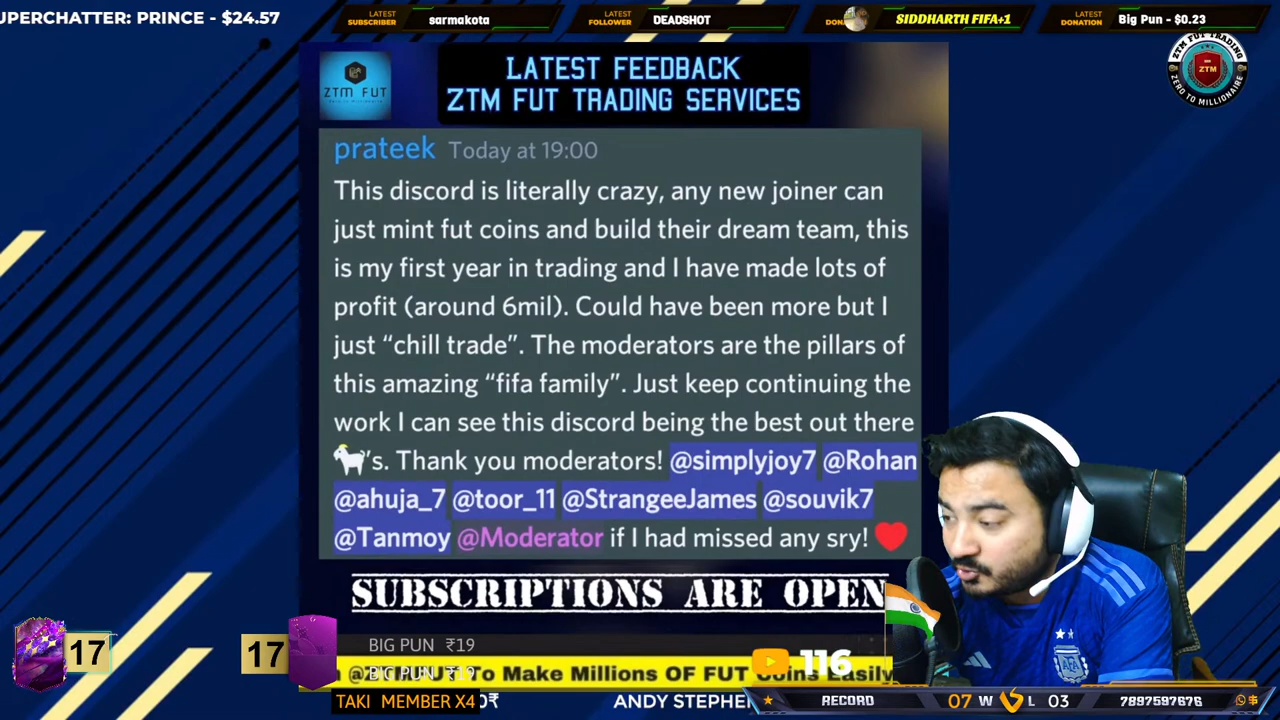 UPERCHATTER: PRINCE - $24.57
LATEST SUBSCRIBER
sarmakota
LATEST FOLLOWER
DEADSHOT
SIDDHARTH FIFA+1
LATEST DONATION
Big Pun - $0.23
ZTM FUT TRADING
ZTM
ZERO TO MILLIONAIRE
ZTM FUT
LATEST FEEDBACK
ZTM FUT TRADING SERVICES
prateek Today at 19:00
This discord is literally crazy, any new joiner can
just mint fut coins and build their dream team, this
is my first year in trading and I have made lots of
profit (around 6mil). Could have been more but I
just “chill trade”. The moderators are the pillars of
this amazing “fifa family”. Just keep continuing the
work I can see this discord being the best out there
🐐’s. Thank you moderators! @simplyjoy7 @Rohan
@ahuja_7 @toor_11 @StrangeeJames @souvik7
@Tanmoy @Moderator if I had missed any sry! ❤️
SUBSCRIPTIONS ARE OPEN
17
17
BIG PUN ₹19
BIG PUN ₹19
To Make Millions OF FUT Coins Easily
116
TAKI MEMBER X4
0₹
ANDY STEPHE
RECORD
07 W
L 03
7897597676